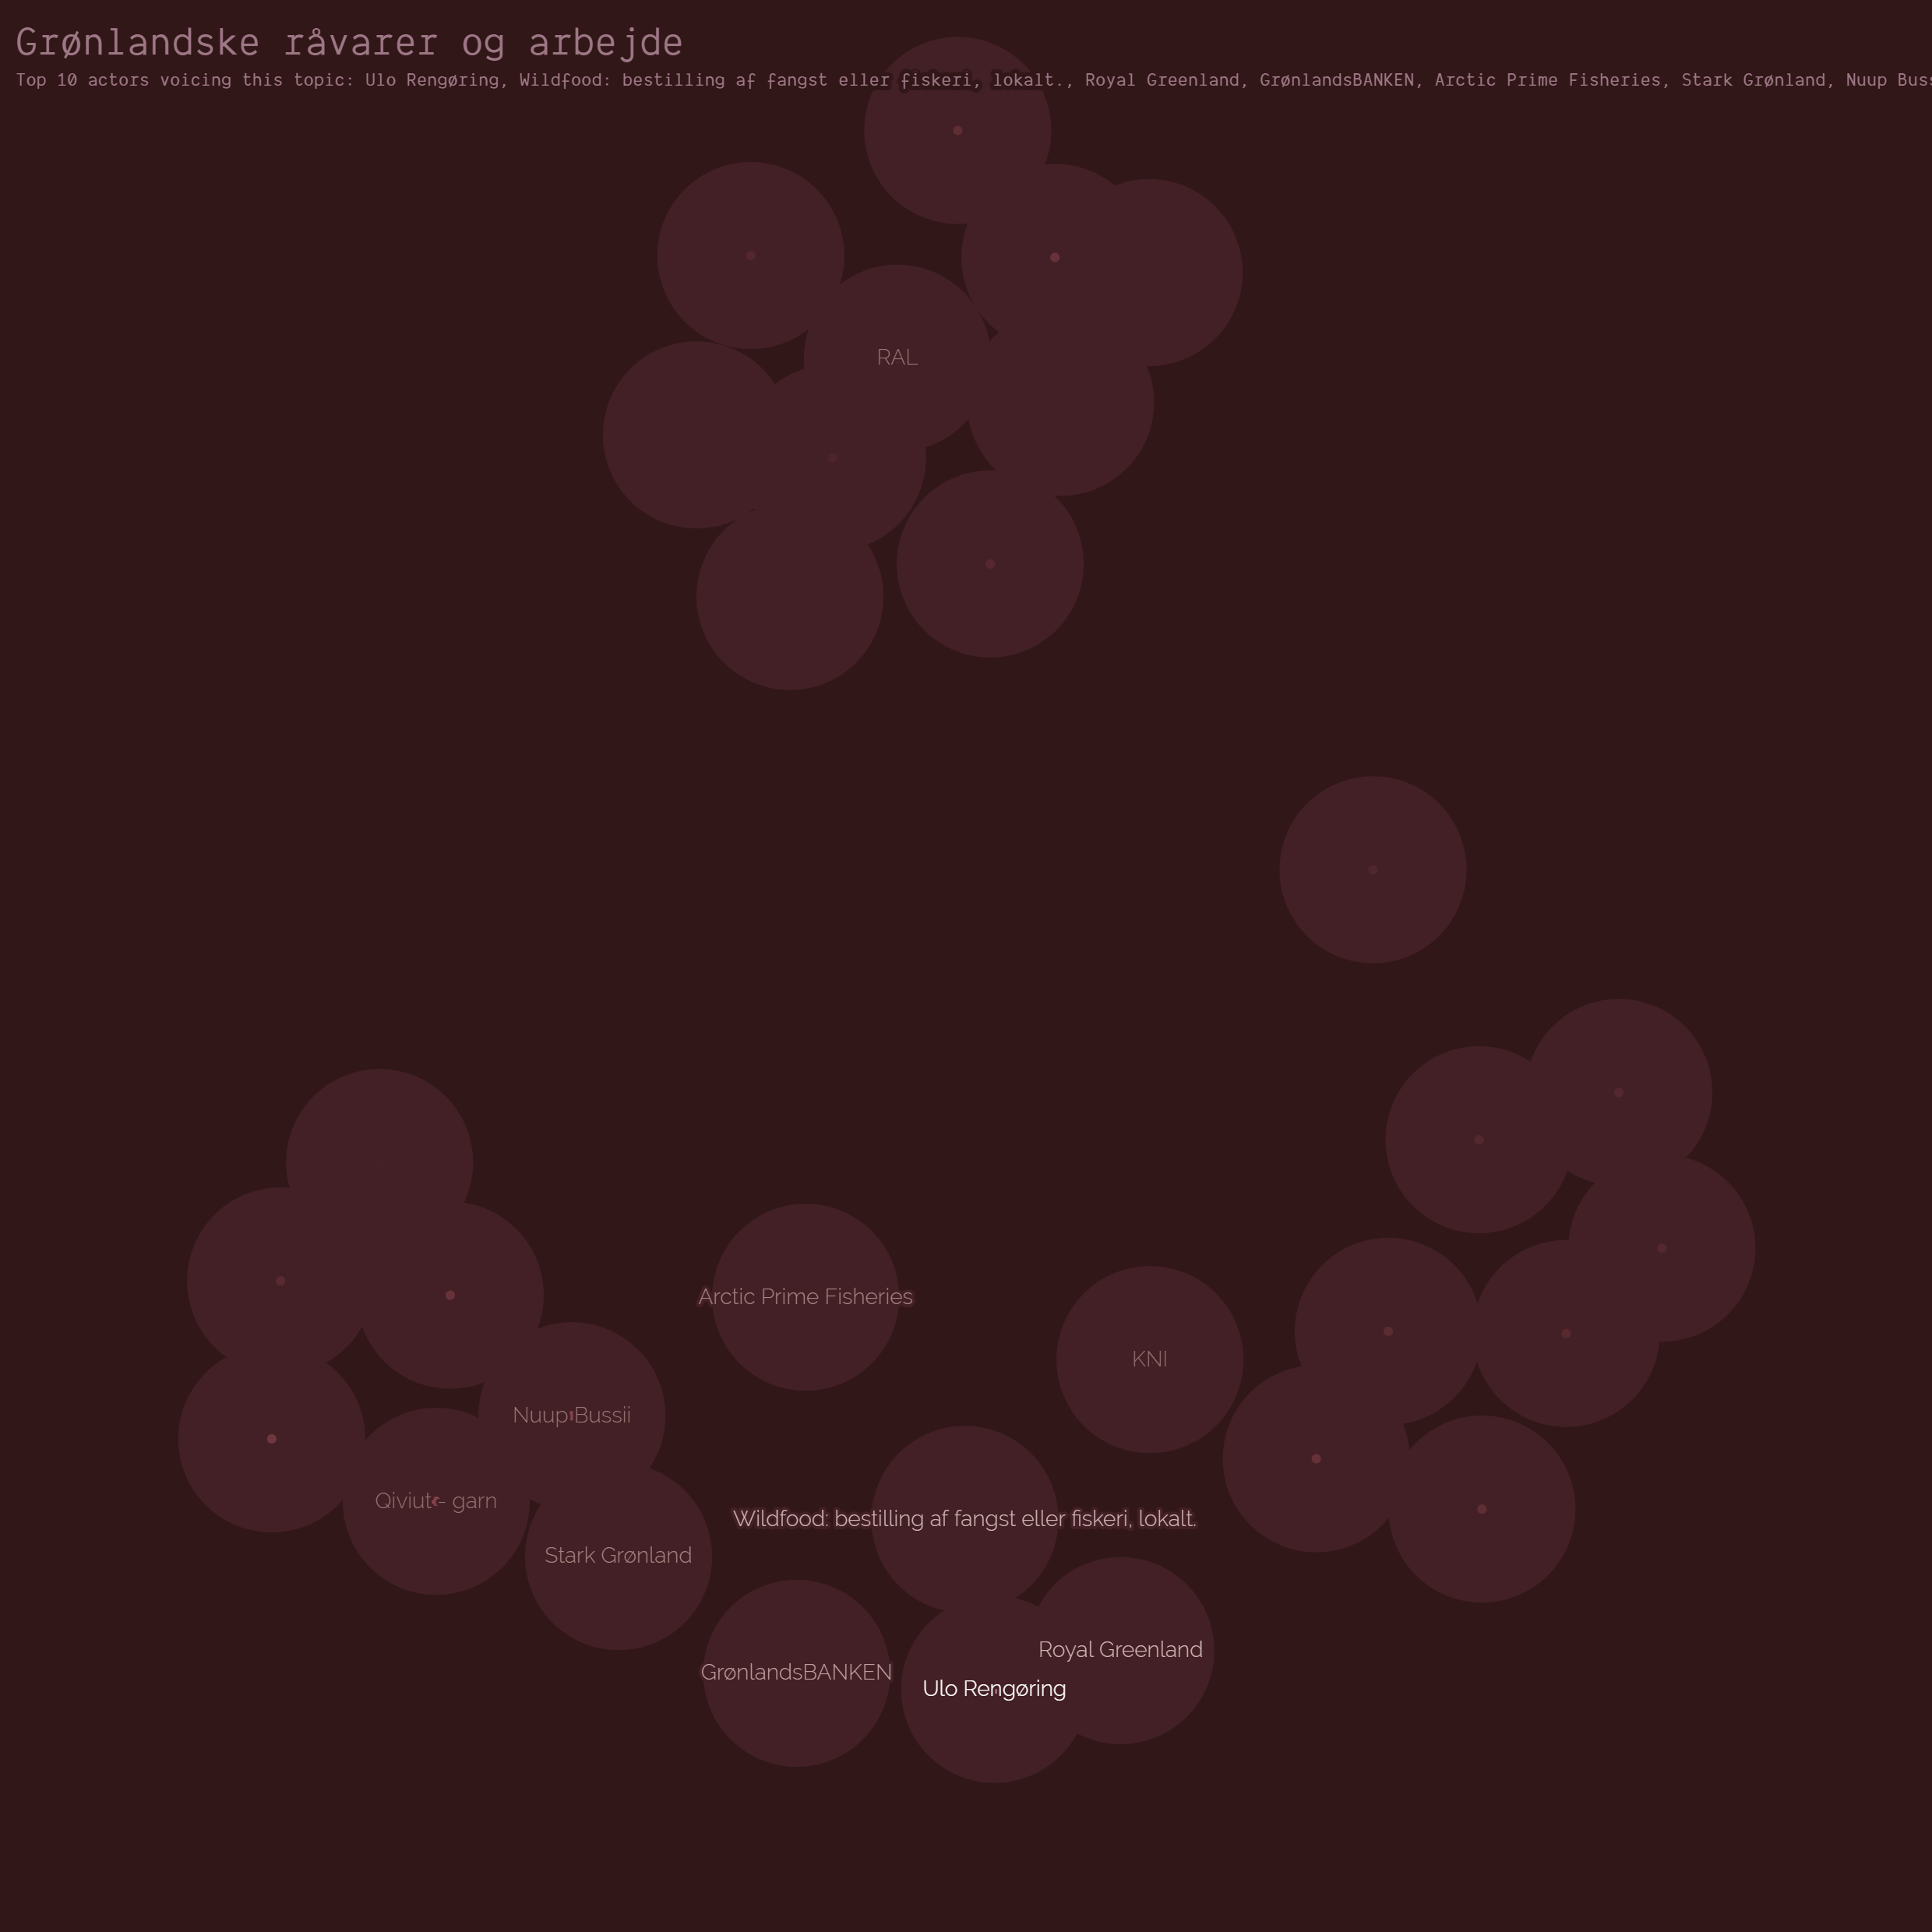 Grønlandske råvarer og arbejde
Top 10 actors voicing this topic: Ulo Rengøring, Wildfood: bestilling af fangst eller fiskeri, lokalt., Royal Greenland, GrønlandsBANKEN, Arctic Prime Fisheries, Stark Grønland, Nuup
RAL
Arctic Prime Fisheries
KNI
Nuup Bussii
Qiviut - garn
Wildfood: bestilling af fangst eller fiskeri, lokalt.
Stark Grønland
Royal Greenland
GrønlandsBANKEN
Ulo Rengøring